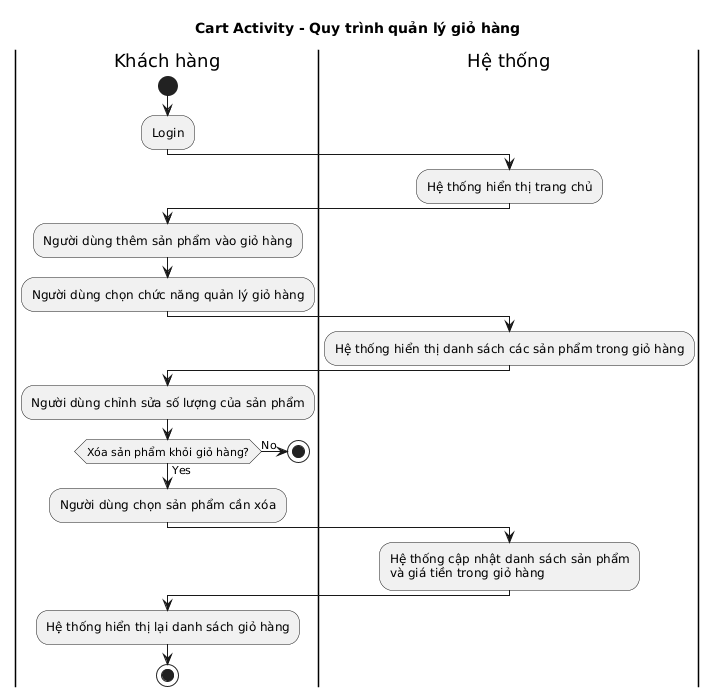 Cart Activity - Quy trình quản lý giỏ hàng
Khách hàng
Hệ thống
Login
Hệ thống hiển thị trang chủ
Người dùng thêm sản phẩm vào giỏ hàng
Người dùng chọn chức năng quản lý giỏ hàng
Hệ thống hiển thị danh sách các sản phẩm trong giỏ hàng
Người dùng chỉnh sửa số lượng của sản phẩm
Xóa sản phẩm khỏi giỏ hàng?
No
Yes
Người dùng chọn sản phẩm cần xóa
Hệ thống cập nhật danh sách sản phẩm
và giá tiền trong giỏ hàng
Hệ thống hiển thị lại danh sách giỏ hàng